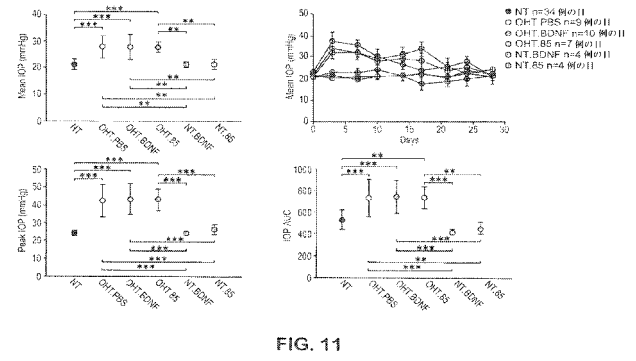 Mean IOP (mmHg)
40
30
20
10
0
***
***
***
**
**
**
**
**
NT
OHT.PBS
OHT.BDNF
OHT.85
NT.BDNF
NT.85
Mean IOP (mmHg)
50
40
30
20
10
0
0
5
10
15
20
25
30
Days
NT n=34 例の目
OHT.PBS n=9 例の目
OHT.BDNF n=10 例の目
OHT.85 n=7 例の目
NT.BDNF n=4 例の目
NT.85 n=4 例の目
Peak IOP (mmHg)
60
50
40
30
20
10
0
***
***
***
***
***
***
***
***
***
NT
OHT.PBS
OHT.BDNF
OHT.85
NT.BDNF
NT.85
IOP AUC
1000
800
600
400
200
0
**
***
***
**
***
***
***
**
***
NT
OHT.PBS
OHT.BDNF
OHT.85
NT.BDNF
NT.85
FIG. 11